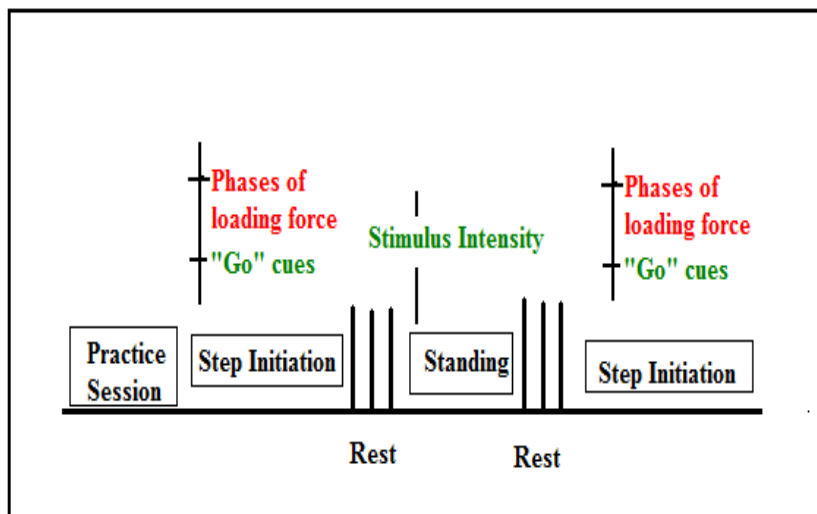 Phases of
loading force
"Go" cues
Stimulus Intensity
Phases of
loading force
"Go" cues
Practice
Session
Step Initiation
Standing
Step Initiation
Rest
Rest